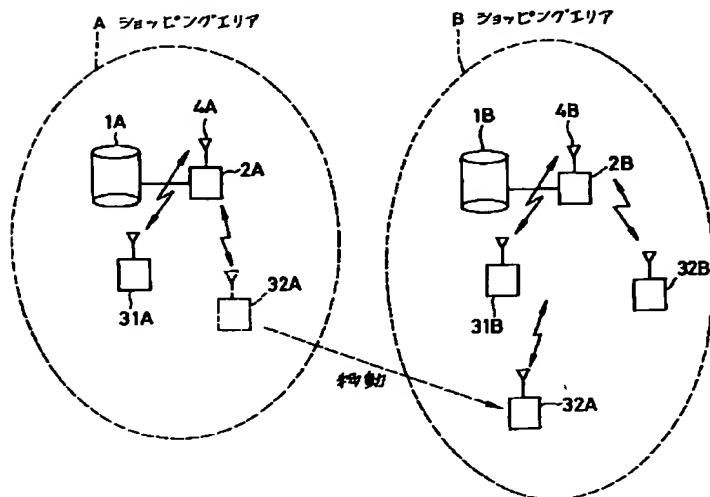 A ショッピングエリア
B ショッピングエリア
1A
4A
2A
31A
32A
1B
4B
2B
31B
32B
移動
32A